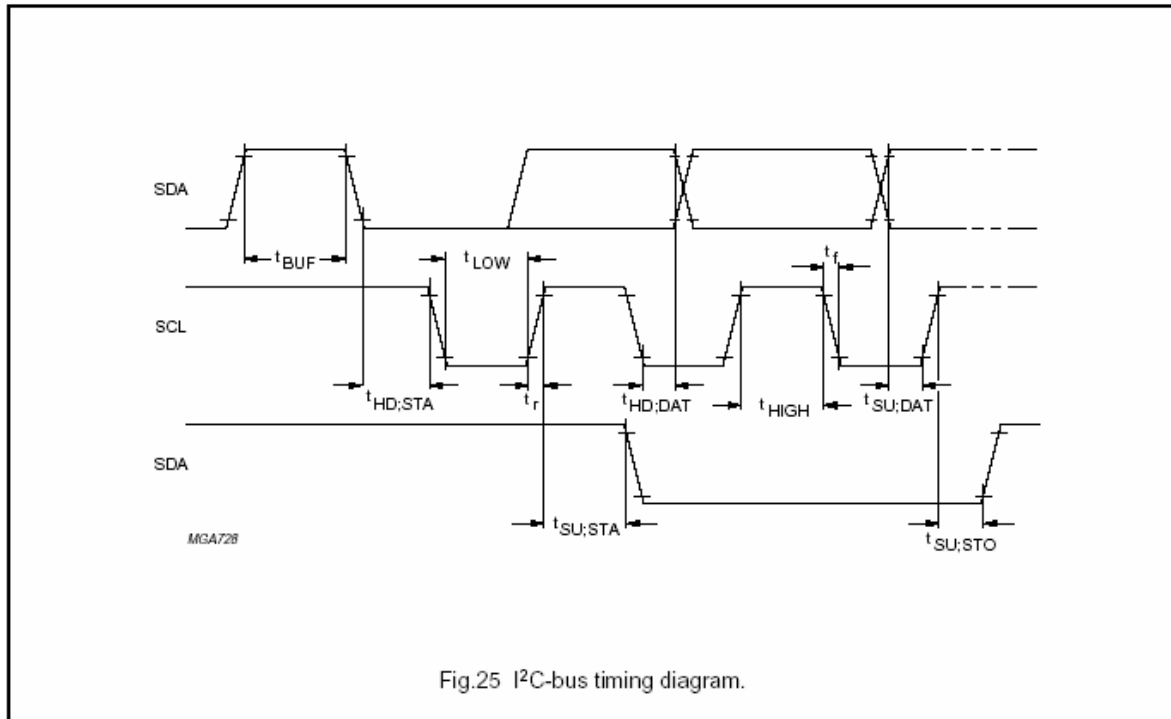 SDA
t BUF
t LOW
t f
SCL
t HD;STA
t r
t HD;DAT
t HIGH
t SU;DAT
SDA
t SU;STA
t SU;STO
MGA728
Fig.25 I²C-bus timing diagram.